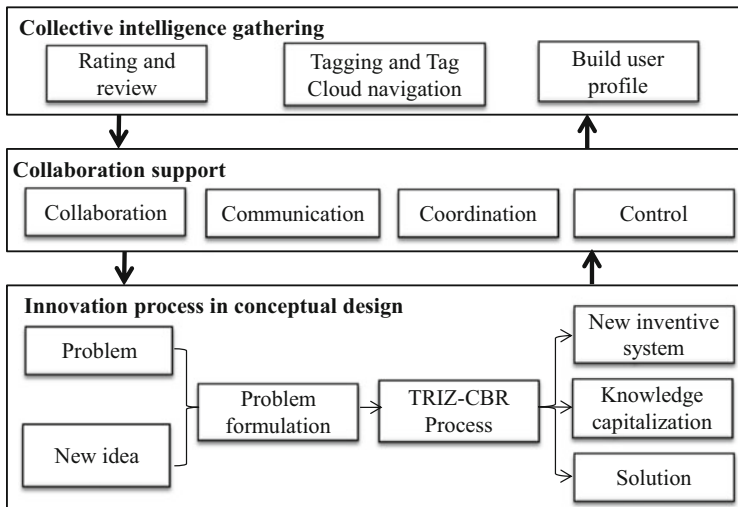 Collective intelligence gathering
Rating and
review
Tagging and Tag
Cloud navigation
Build user
profile
Collaboration support
Collaboration
Communication
Coordination
Control
Innovation process in conceptual design
Problem
New idea
Problem
formulation
TRIZ-CBR
Process
New inventive
system
Knowledge
capitalization
Solution